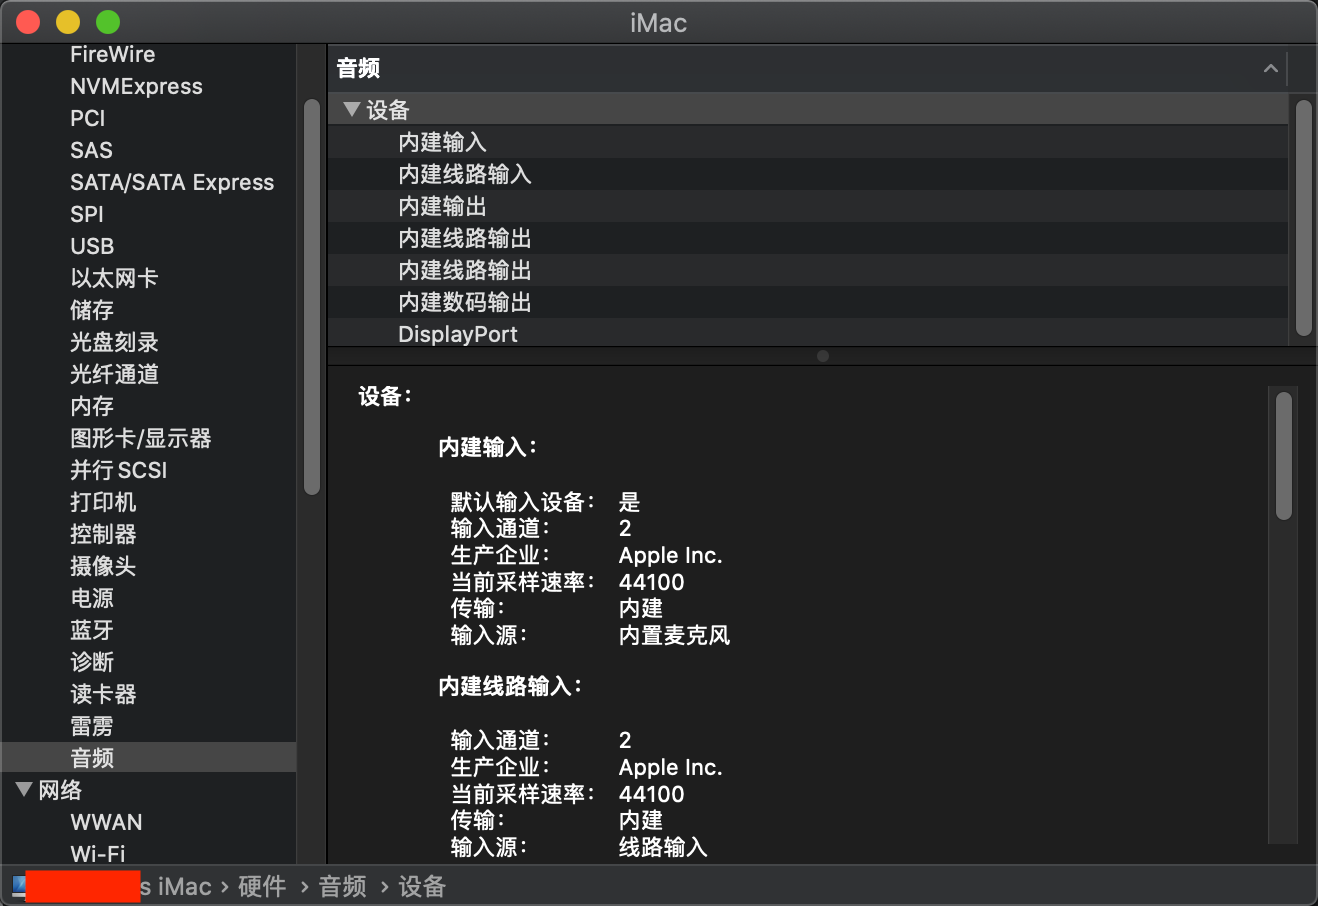 iMac
FireWire
NVMExpress
PCI
SAS
SATA/SATA Express
SPI
USB
以太网卡
储存
光盘刻录
光纤通道
内存
图形卡/显示器
并行 SCSI
打印机
控制器
摄像头
电源
蓝牙
诊断
读卡器
雷雳
音频
网络
WWAN
Wi-Fi
音频
设备
内建输入
内建线路输入
内建输出
内建线路输出
内建线路输出
内建数码输出
DisplayPort
设备：
内建输入：
默认输入设备： 是
输入通道： 2
生产企业： Apple Inc.
当前采样速率： 44100
传输： 内建
输入源： 内置麦克风
内建线路输入：
输入通道： 2
生产企业： Apple Inc.
当前采样速率： 44100
传输： 内建
输入源： 线路输入
s iMac › 硬件 › 音频 › 设备